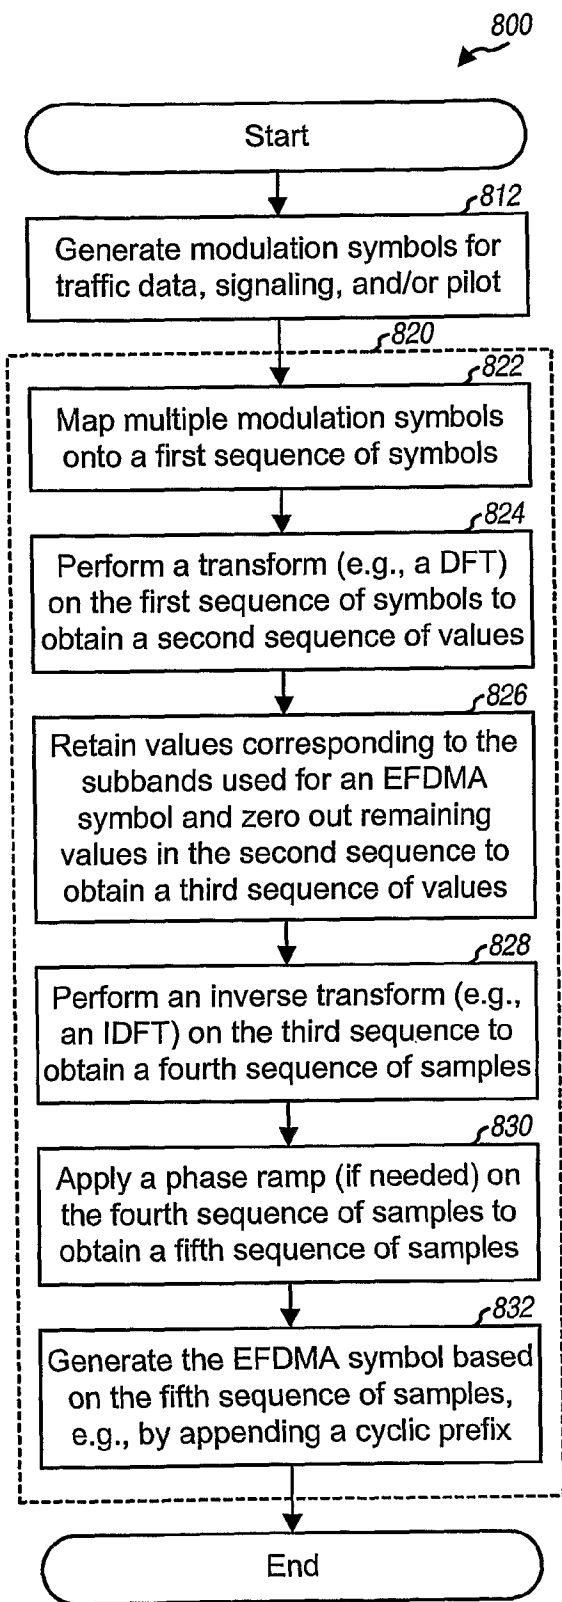 800
Start
812
Generate modulation symbols for
traffic data, signaling, and/or pilot
820
822
Map multiple modulation symbols
onto a first sequence of symbols
824
Perform a transform (e.g., a DFT)
on the first sequence of symbols to
obtain a second sequence of values
826
Retain values corresponding to the
subbands used for an EFDMA
symbol and zero out remaining
values in the second sequence to
obtain a third sequence of values
828
Perform an inverse transform (e.g.,
an IDFT) on the third sequence to
obtain a fourth sequence of samples
830
Apply a phase ramp (if needed) on
the fourth sequence of samples to
obtain a fifth sequence of samples
832
Generate the EFDMA symbol based
on the fifth sequence of samples,
e.g., by appending a cyclic prefix
End